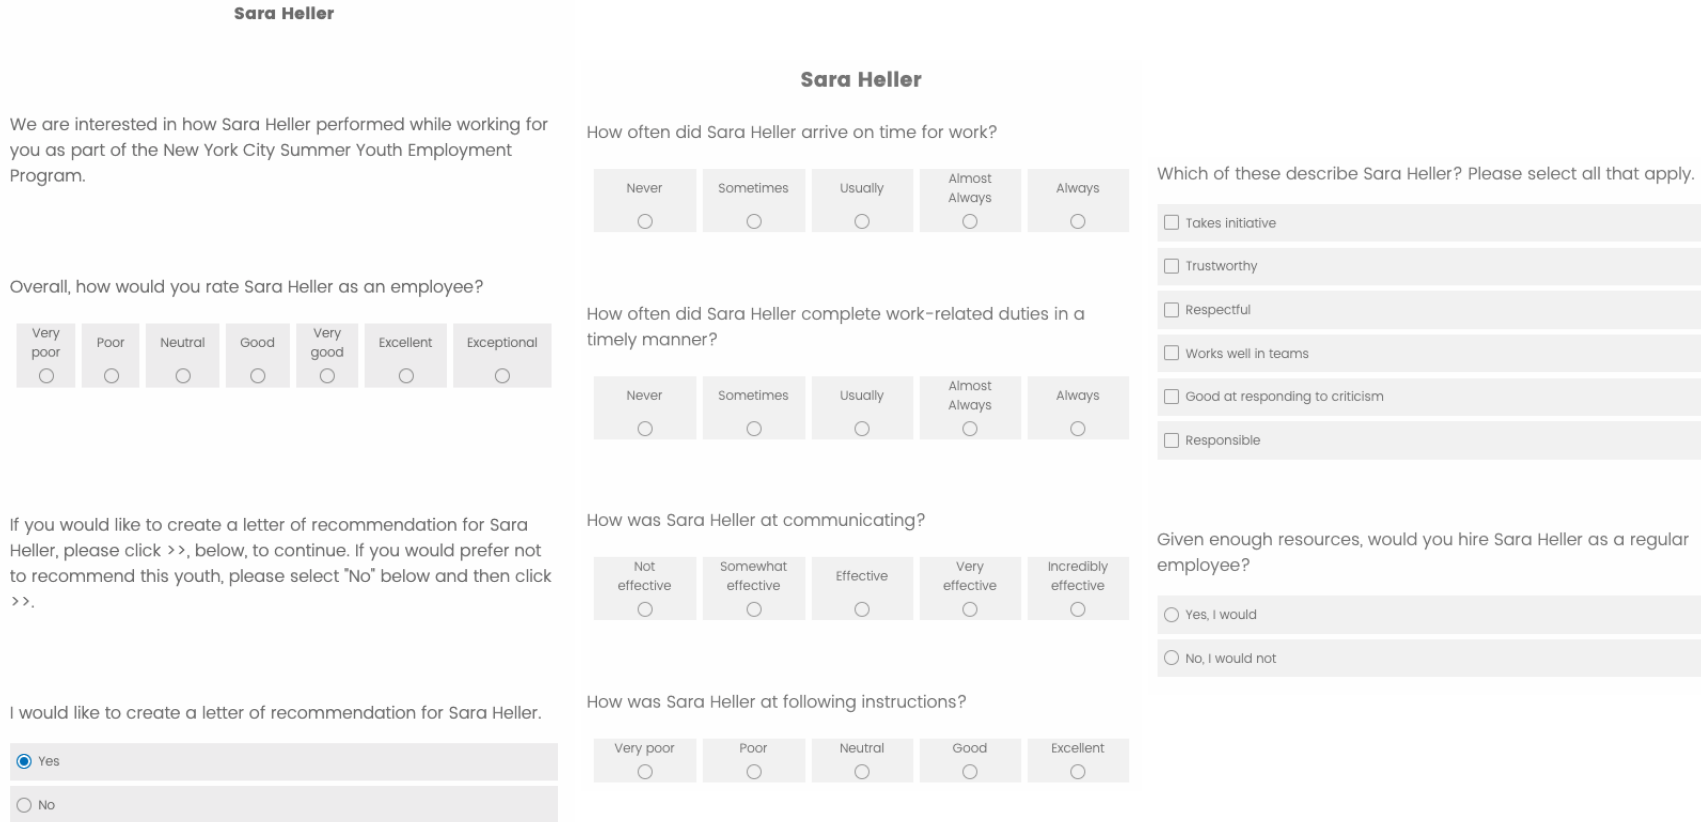 Sara Heller
We are interested in how Sara Heller performed while working for
you as part of the New York City Summer Youth Employment
Program.
Overall, how would you rate Sara Heller as an employee?
Very poor Poor Neutral Good Very good Excellent Exceptional
If you would like to create a letter of recommendation for Sara
Heller, please click >>, below, to continue. If you would prefer not
to recommend this youth, please select "No" below and then click
>>.
I would like to create a letter of recommendation for Sara Heller.
Yes
No
Sara Heller
How often did Sara Heller arrive on time for work?
Never Sometimes Usually Almost Always Always
How often did Sara Heller complete work-related duties in a
timely manner?
Never Sometimes Usually Almost Always Always
How was Sara Heller at communicating?
Not effective Somewhat effective Effective Very effective Incredibly effective
How was Sara Heller at following instructions?
Very poor Poor Neutral Good Excellent
Which of these describe Sara Heller? Please select all that apply.
Takes initiative
Trustworthy
Respectful
Works well in teams
Good at responding to criticism
Responsible
Given enough resources, would you hire Sara Heller as a regular
employee?
Yes, I would
No, I would not